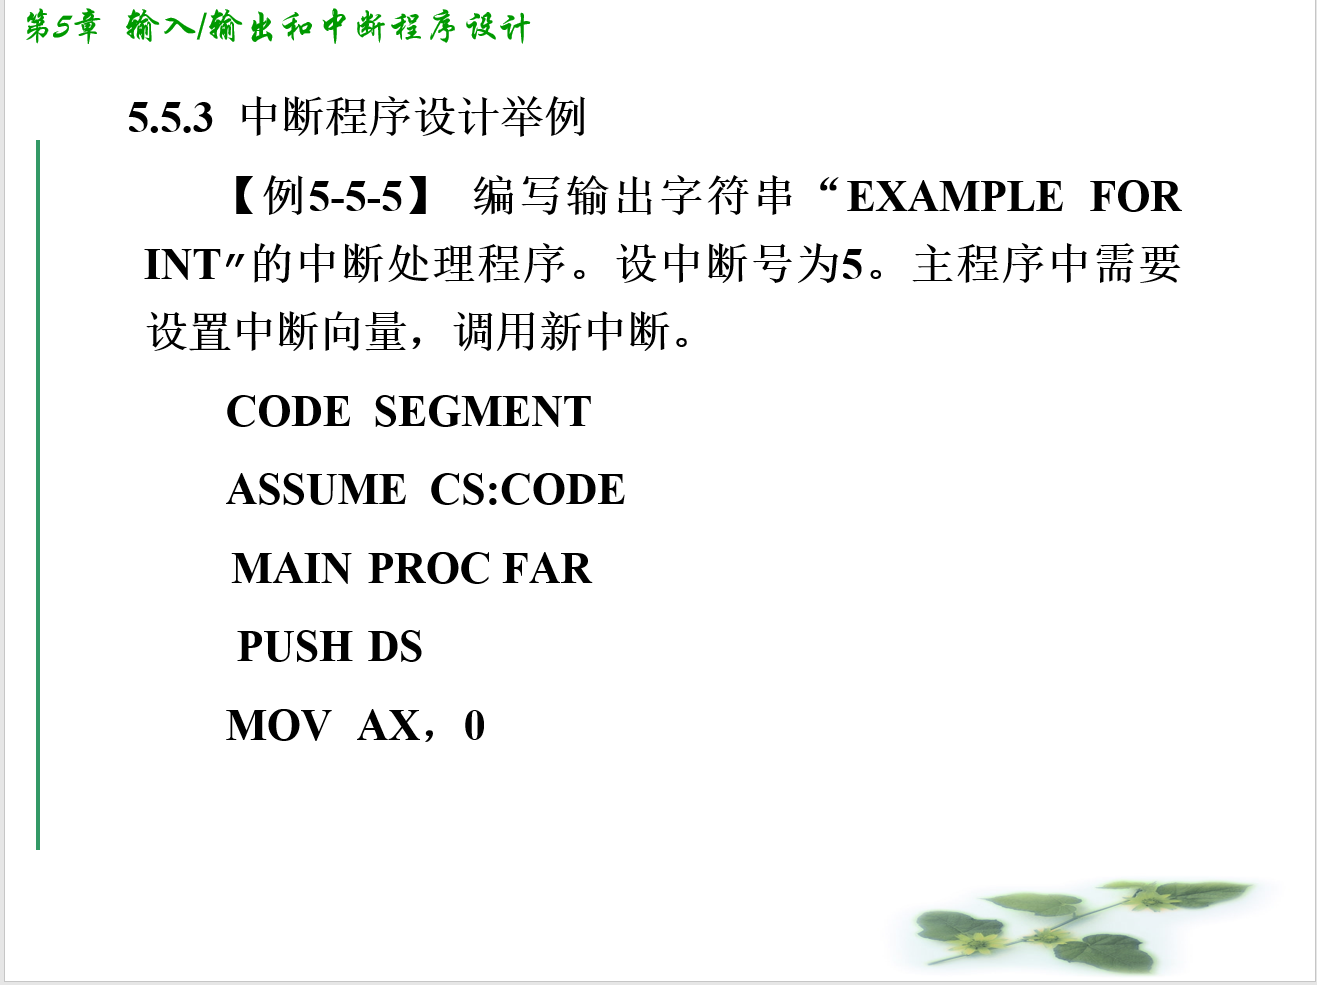 第5章 输入/输出和中断程序设计
5.5.3 中断程序设计举例
【例5-5-5】 编写输出字符串“EXAMPLE FOR
INT″的中断处理程序。设中断号为5。主程序中需要
设置中断向量，调用新中断。
CODE SEGMENT
ASSUME CS:CODE
MAIN PROC FAR
PUSH DS
MOV AX，0